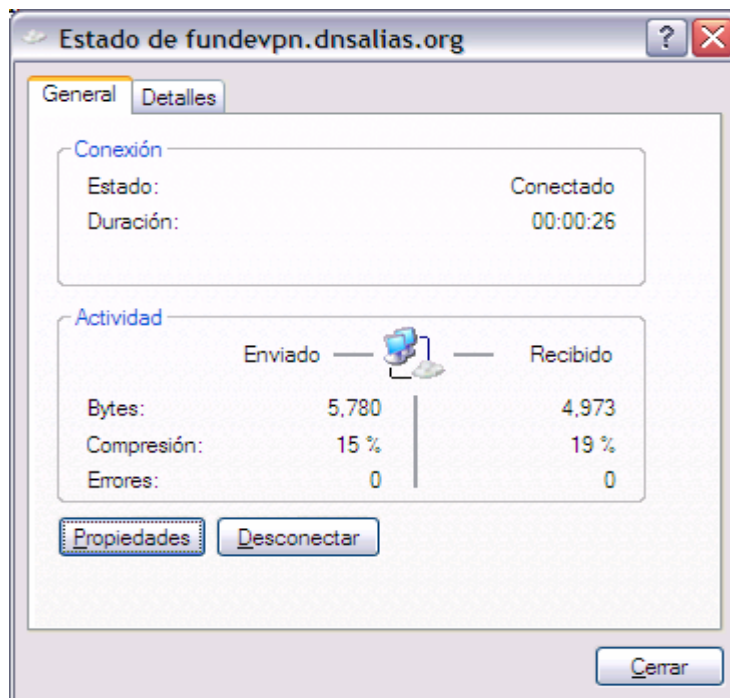 Estado de fundevpn.dnsalias.org
General Detalles
Conexión
Estado: Conectado
Duración: 00:00:26
Actividad
Enviado Recibido
Bytes: 5,780 4,973
Compresión: 15 % 19 %
Errores: 0 0
Propiedades Desconectar
Cerrar